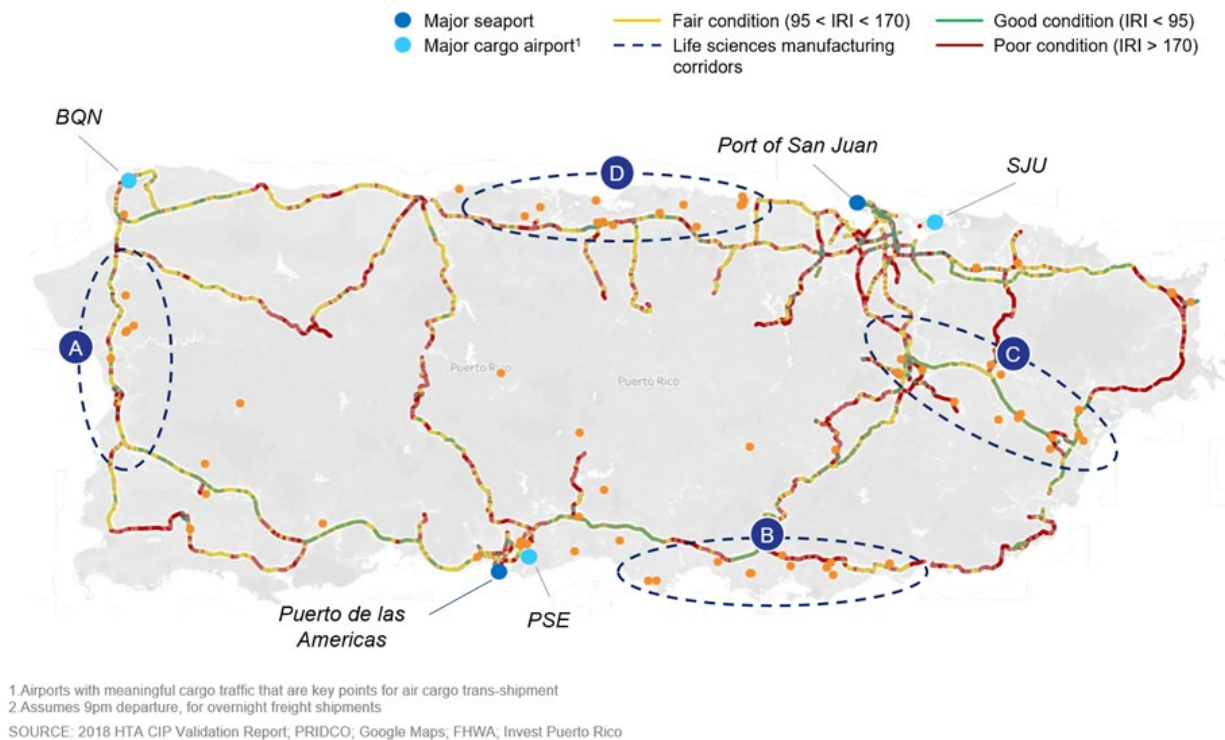 Major seaport
Fair condition (95 < IRI < 170)
Good condition (IRI < 95)
Major cargo airport¹
Life sciences manufacturing
corridors
Poor condition (IRI > 170)
BQN
D
Port of San Juan
SJU
A
C
Puerto Rico
Puerto Rico
B
Puerto de las
Americas
PSE
1.Airports with meaningful cargo traffic that are key points for air cargo trans-shipment
2.Assumes 9pm departure, for overnight freight shipments
SOURCE: 2018 HTA CIP Validation Report; PRIDCO; Google Maps; FHWA; Invest Puerto Rico